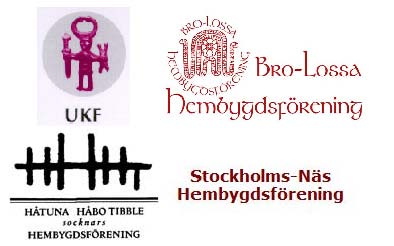 UKF
BRO-LOSSA
HEMBYGDSFÖRENING
Bro-Lossa
Hembygdsförening
HÅTUNA HÅBO TIBBLE
socknars
HEMBYGDSFÖRENING
Stockholms-Näs
Hembygdsförening